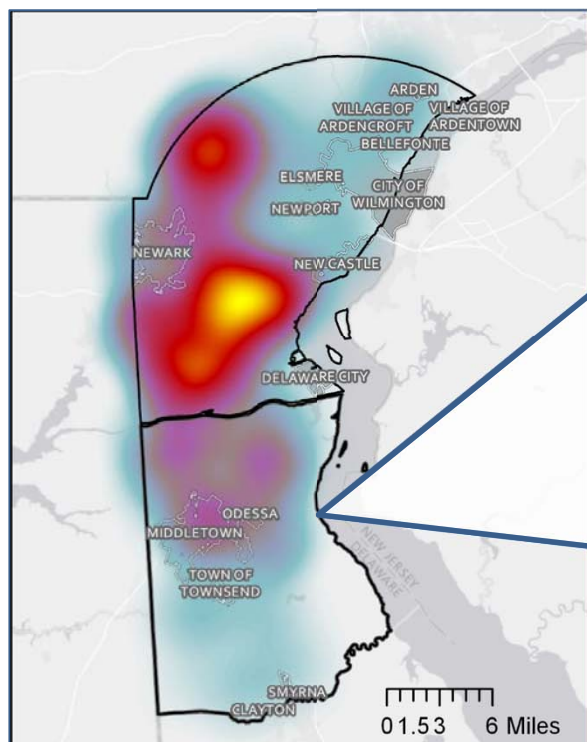 ARDEN
VILLAGE OF
ARDENCROFT
VILLAGE OF
ARDENTOWN
BELLEFONTE
ELSMERE
CITY OF
WILMINGTON
NEWPORT
NEWARK
NEW CASTLE
DELAWARE CITY
ODESSA
MIDDLETOWN
NEW JERSEY
DELAWARE
TOWN OF
TOWNSEND
SMYRNA
CLAYTON
0 1.5 3 6 Miles